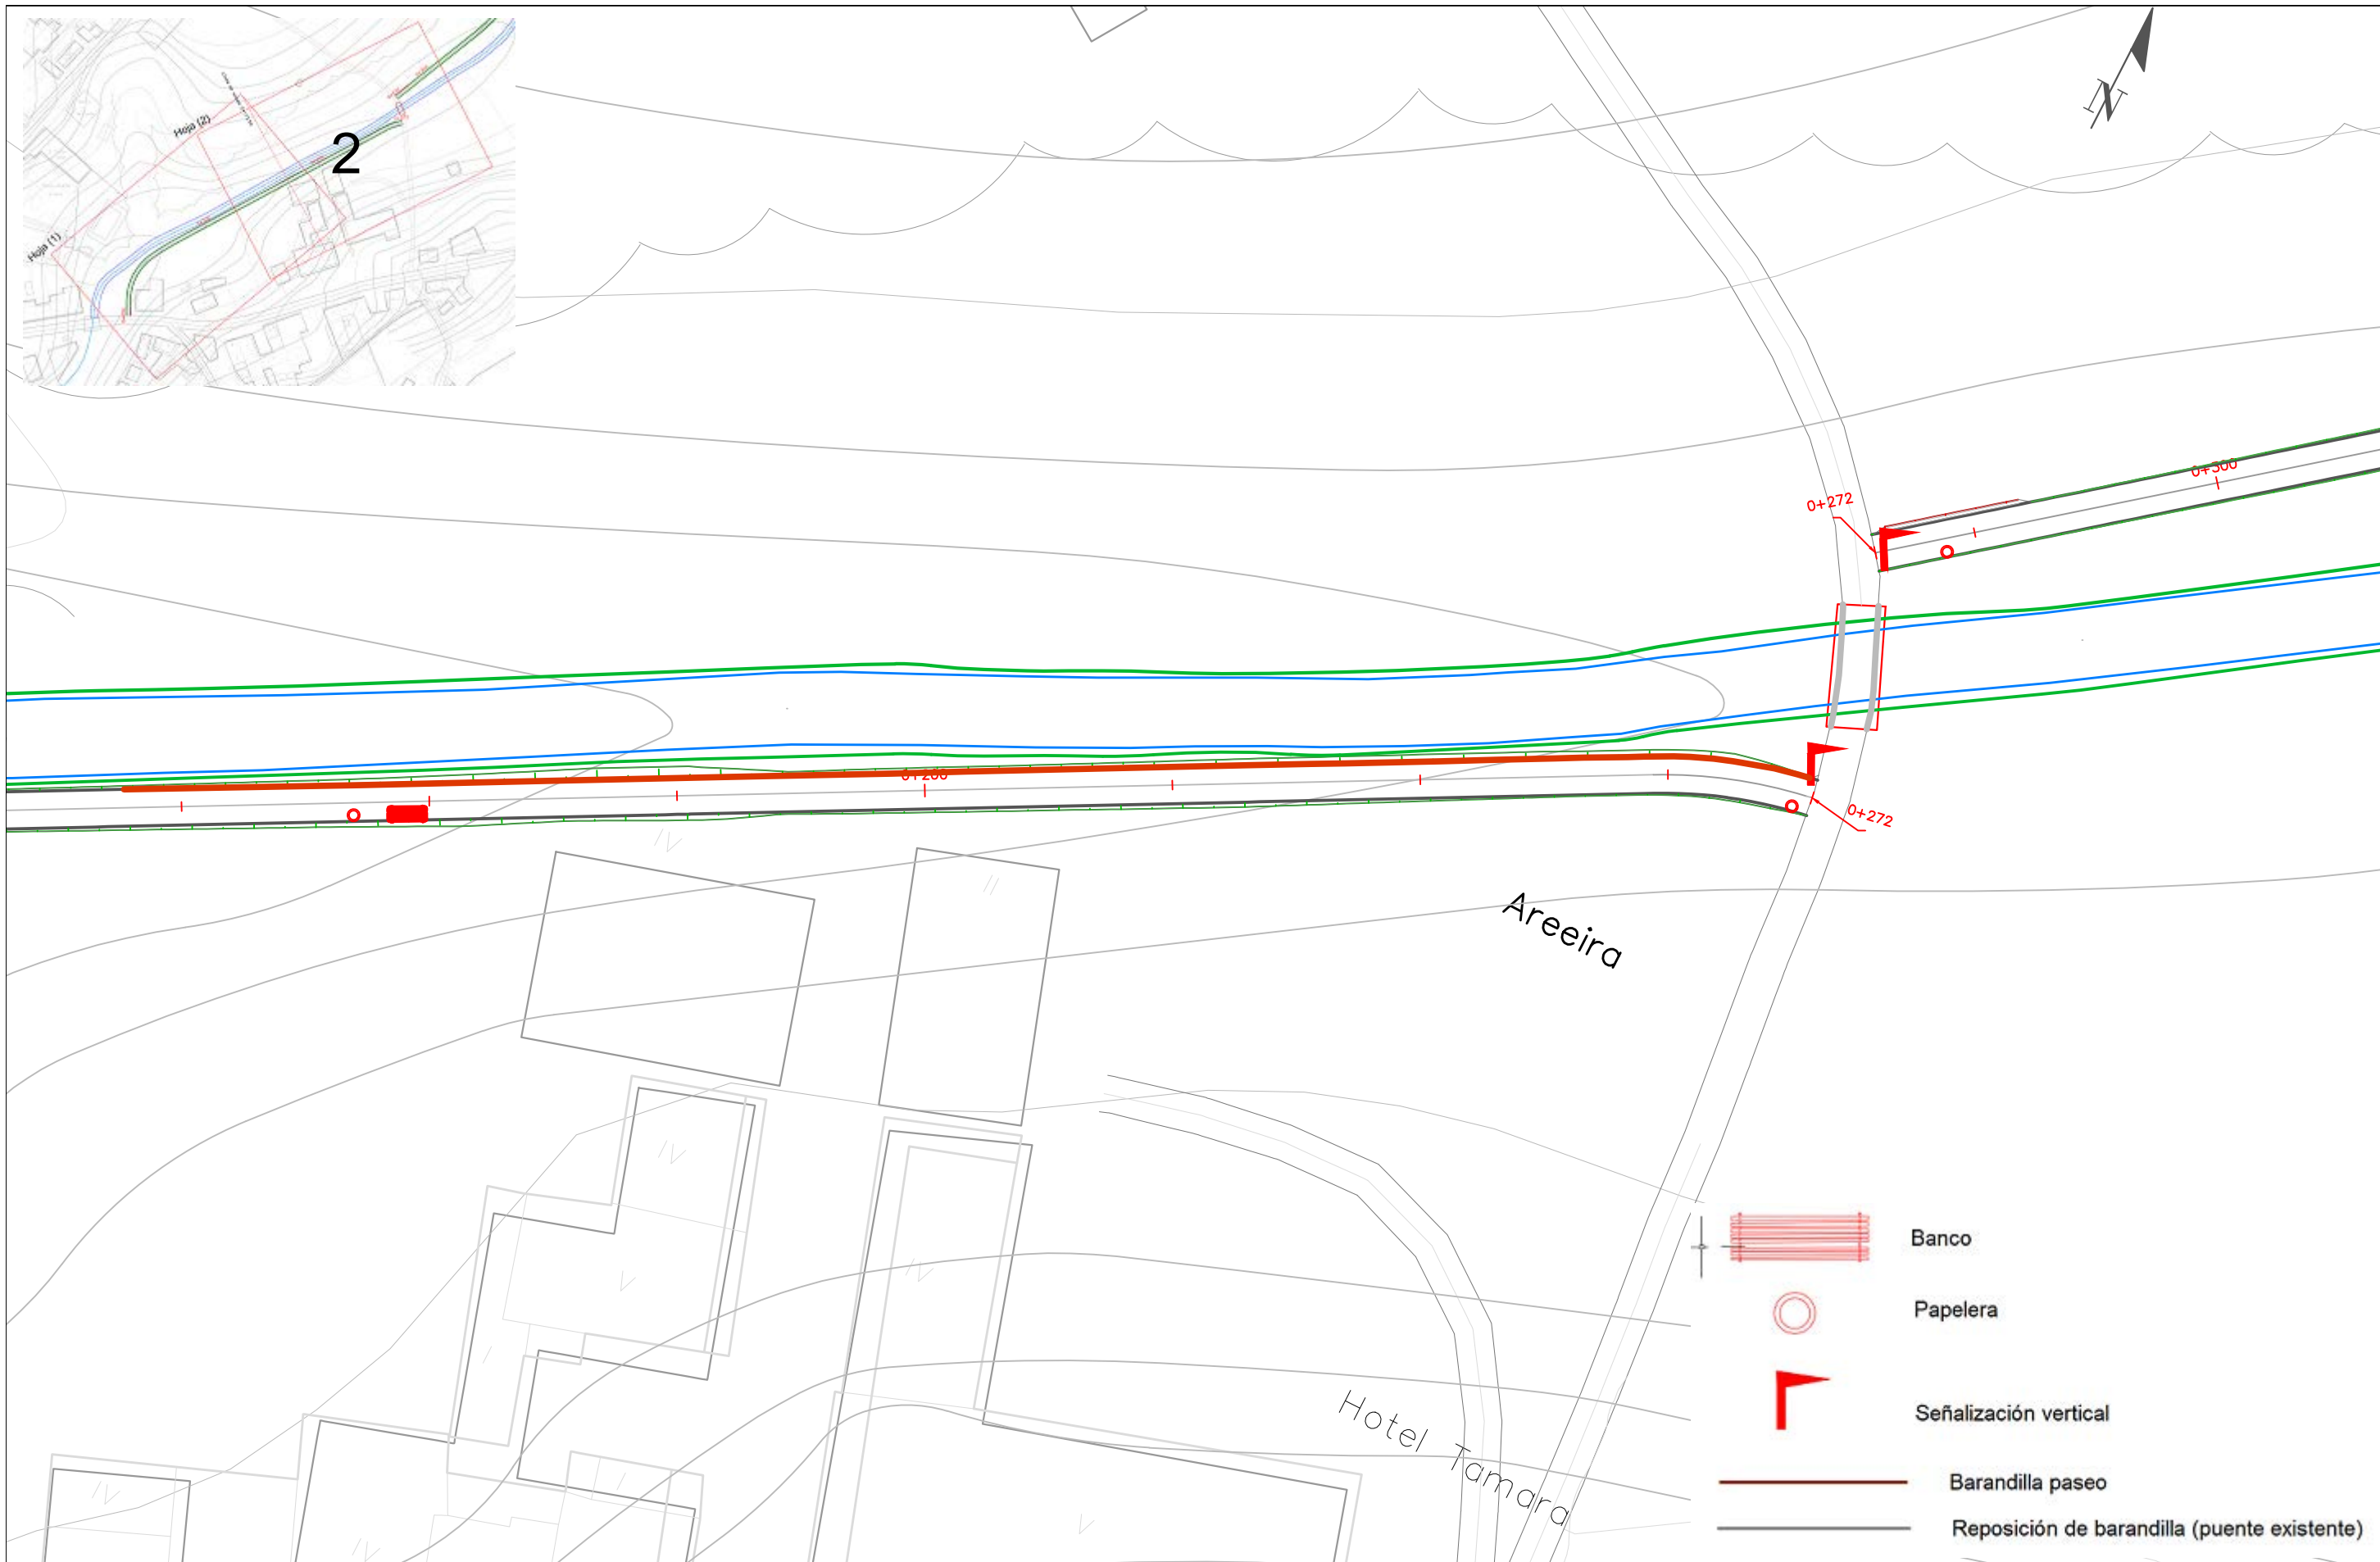 Hoja (2)
2
Hoja (1)
N
0+300
0+272
0+200
0+272
Areeira
Hotel Tamara
Banco
Papelera
Señalización vertical
Barandilla paseo
Reposición de barandilla (puente existente)